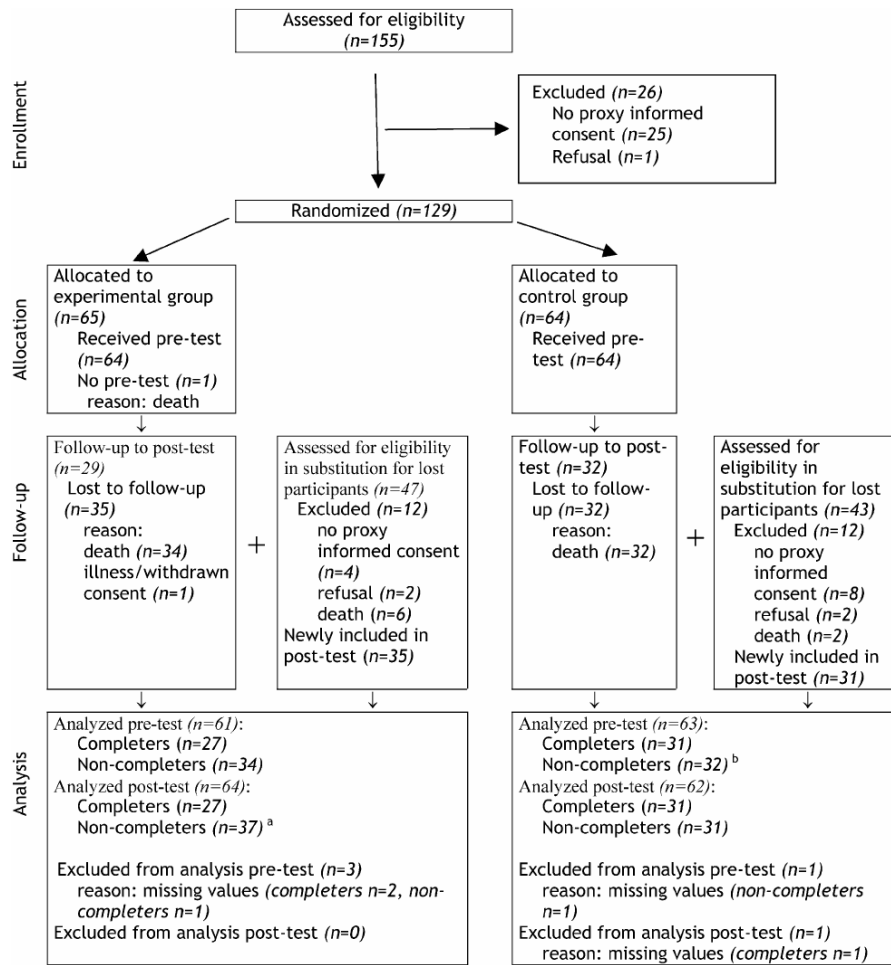 Assessed for eligibility
(n=155)
Enrollment
Excluded (n=26)
No proxy informed
consent (n=25)
Refusal (n=1)
Randomized (n=129)
Allocation
Allocated to
experimental group
(n=65)
Received pre-test
(n=64)
No pre-test (n=1)
reason: death
Allocated to
control group
(n=64)
Received pre-
test (n=64)
↓
↓
Follow-up
Follow-up to post-test
(n=29)
Lost to follow-up
(n=35)
reason:
death (n=34)
illness/withdrawn
consent (n=1)
+
Assessed for eligibility
in substitution for lost
participants (n=47)
Excluded (n=12)
no proxy
informed consent
(n=4)
refusal (n=2)
death (n=6)
Newly included in
post-test (n=35)
Follow-up to post-
test (n=32)
Lost to follow-
up (n=32)
reason:
death (n=32)
+
Assessed for
eligibility in
substitution for lost
participants (n=43)
Excluded (n=12)
no proxy
informed
consent (n=8)
refusal (n=2)
death (n=2)
Newly included in
post-test (n=31)
↓
↓
↓
↓
Analysis
Analyzed pre-test (n=61):
Completers (n=27)
Non-completers (n=34)
Analyzed post-test (n=64):
Completers (n=27)
Non-completers (n=37) a
Excluded from analysis pre-test (n=3)
reason: missing values (completers n=2, non-
completers n=1)
Excluded from analysis post-test (n=0)
Analyzed pre-test (n=63):
Completers (n=31)
Non-completers (n=32) b
Analyzed post-test (n=62):
Completers (n=31)
Non-completers (n=31)
Excluded from analysis pre-test (n=1)
reason: missing values (non-completers
n=1)
Excluded from analysis post-test (n=1)
reason: missing values (completers n=1)